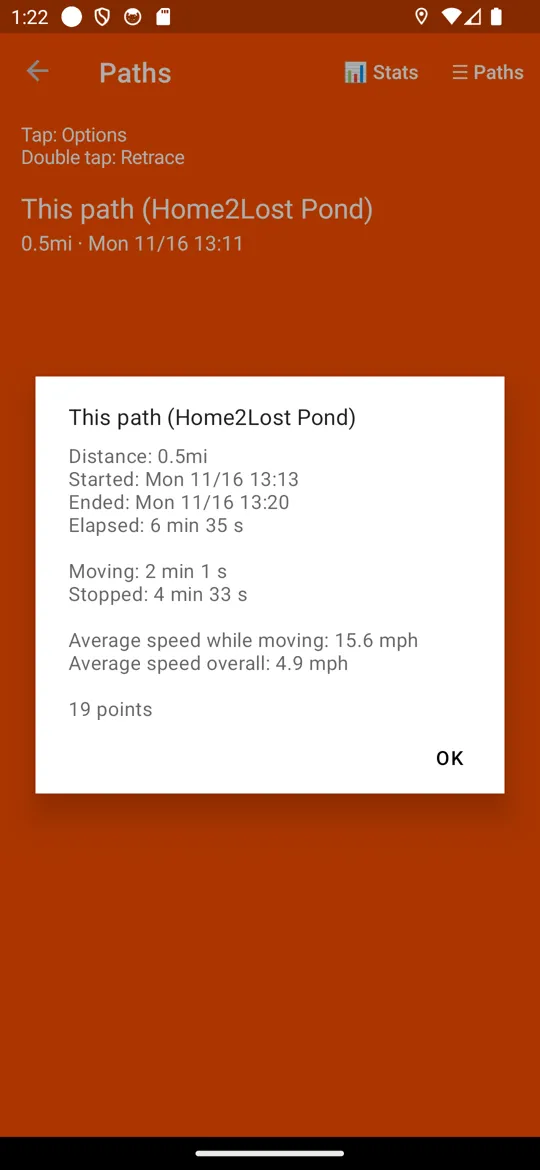 1:22
Paths
Stats
Paths
Tap: Options
Double tap: Retrace
This path (Home2Lost Pond)
0.5mi · Mon 11/16 13:11
This path (Home2Lost Pond)
Distance: 0.5mi
Started: Mon 11/16 13:13
Ended: Mon 11/16 13:20
Elapsed: 6 min 35 s
Moving: 2 min 1 s
Stopped: 4 min 33 s
Average speed while moving: 15.6 mph
Average speed overall: 4.9 mph
19 points
OK